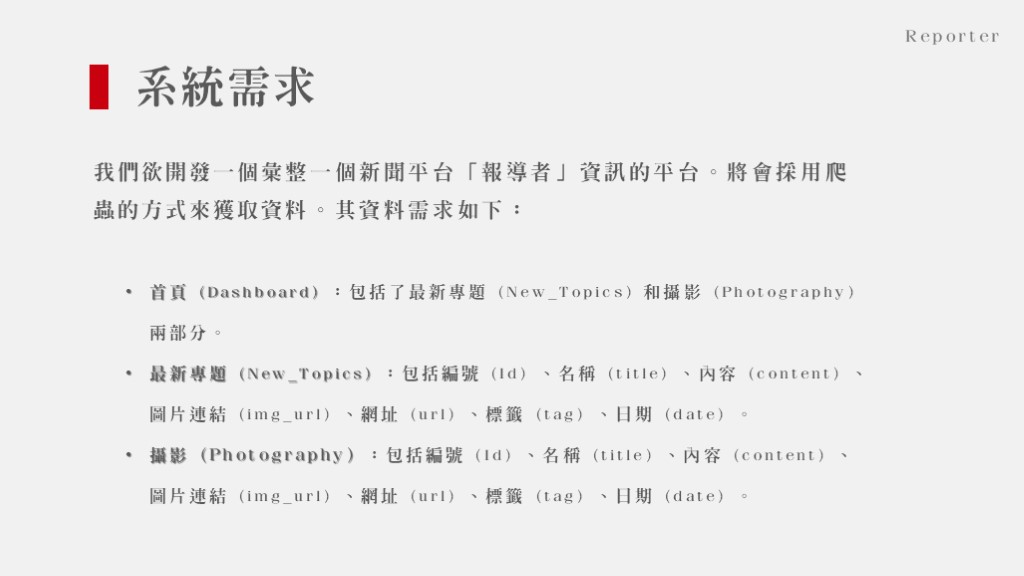 Reporter
系統需求
我們欲開發一個彙整一個新聞平台「報導者」資訊的平台。將會採用爬
蟲的方式來獲取資料。其資料需求如下：
• 首頁 (Dashboard) ：包括了最新專題 (New_Topics) 和攝影 (Photography)
兩部分。
• 最新專題 (New_Topics) ：包括編號 (Id) 、名稱 (title) 、內容 (content) 、
圖片連結 (img_url) 、網址 (url) 、標籤 (tag) 、日期 (date) 。
• 攝影 (Photography) ：包括編號 (Id) 、名稱 (title) 、內容 (content) 、
圖片連結 (img_url) 、網址 (url) 、標籤 (tag) 、日期 (date) 。